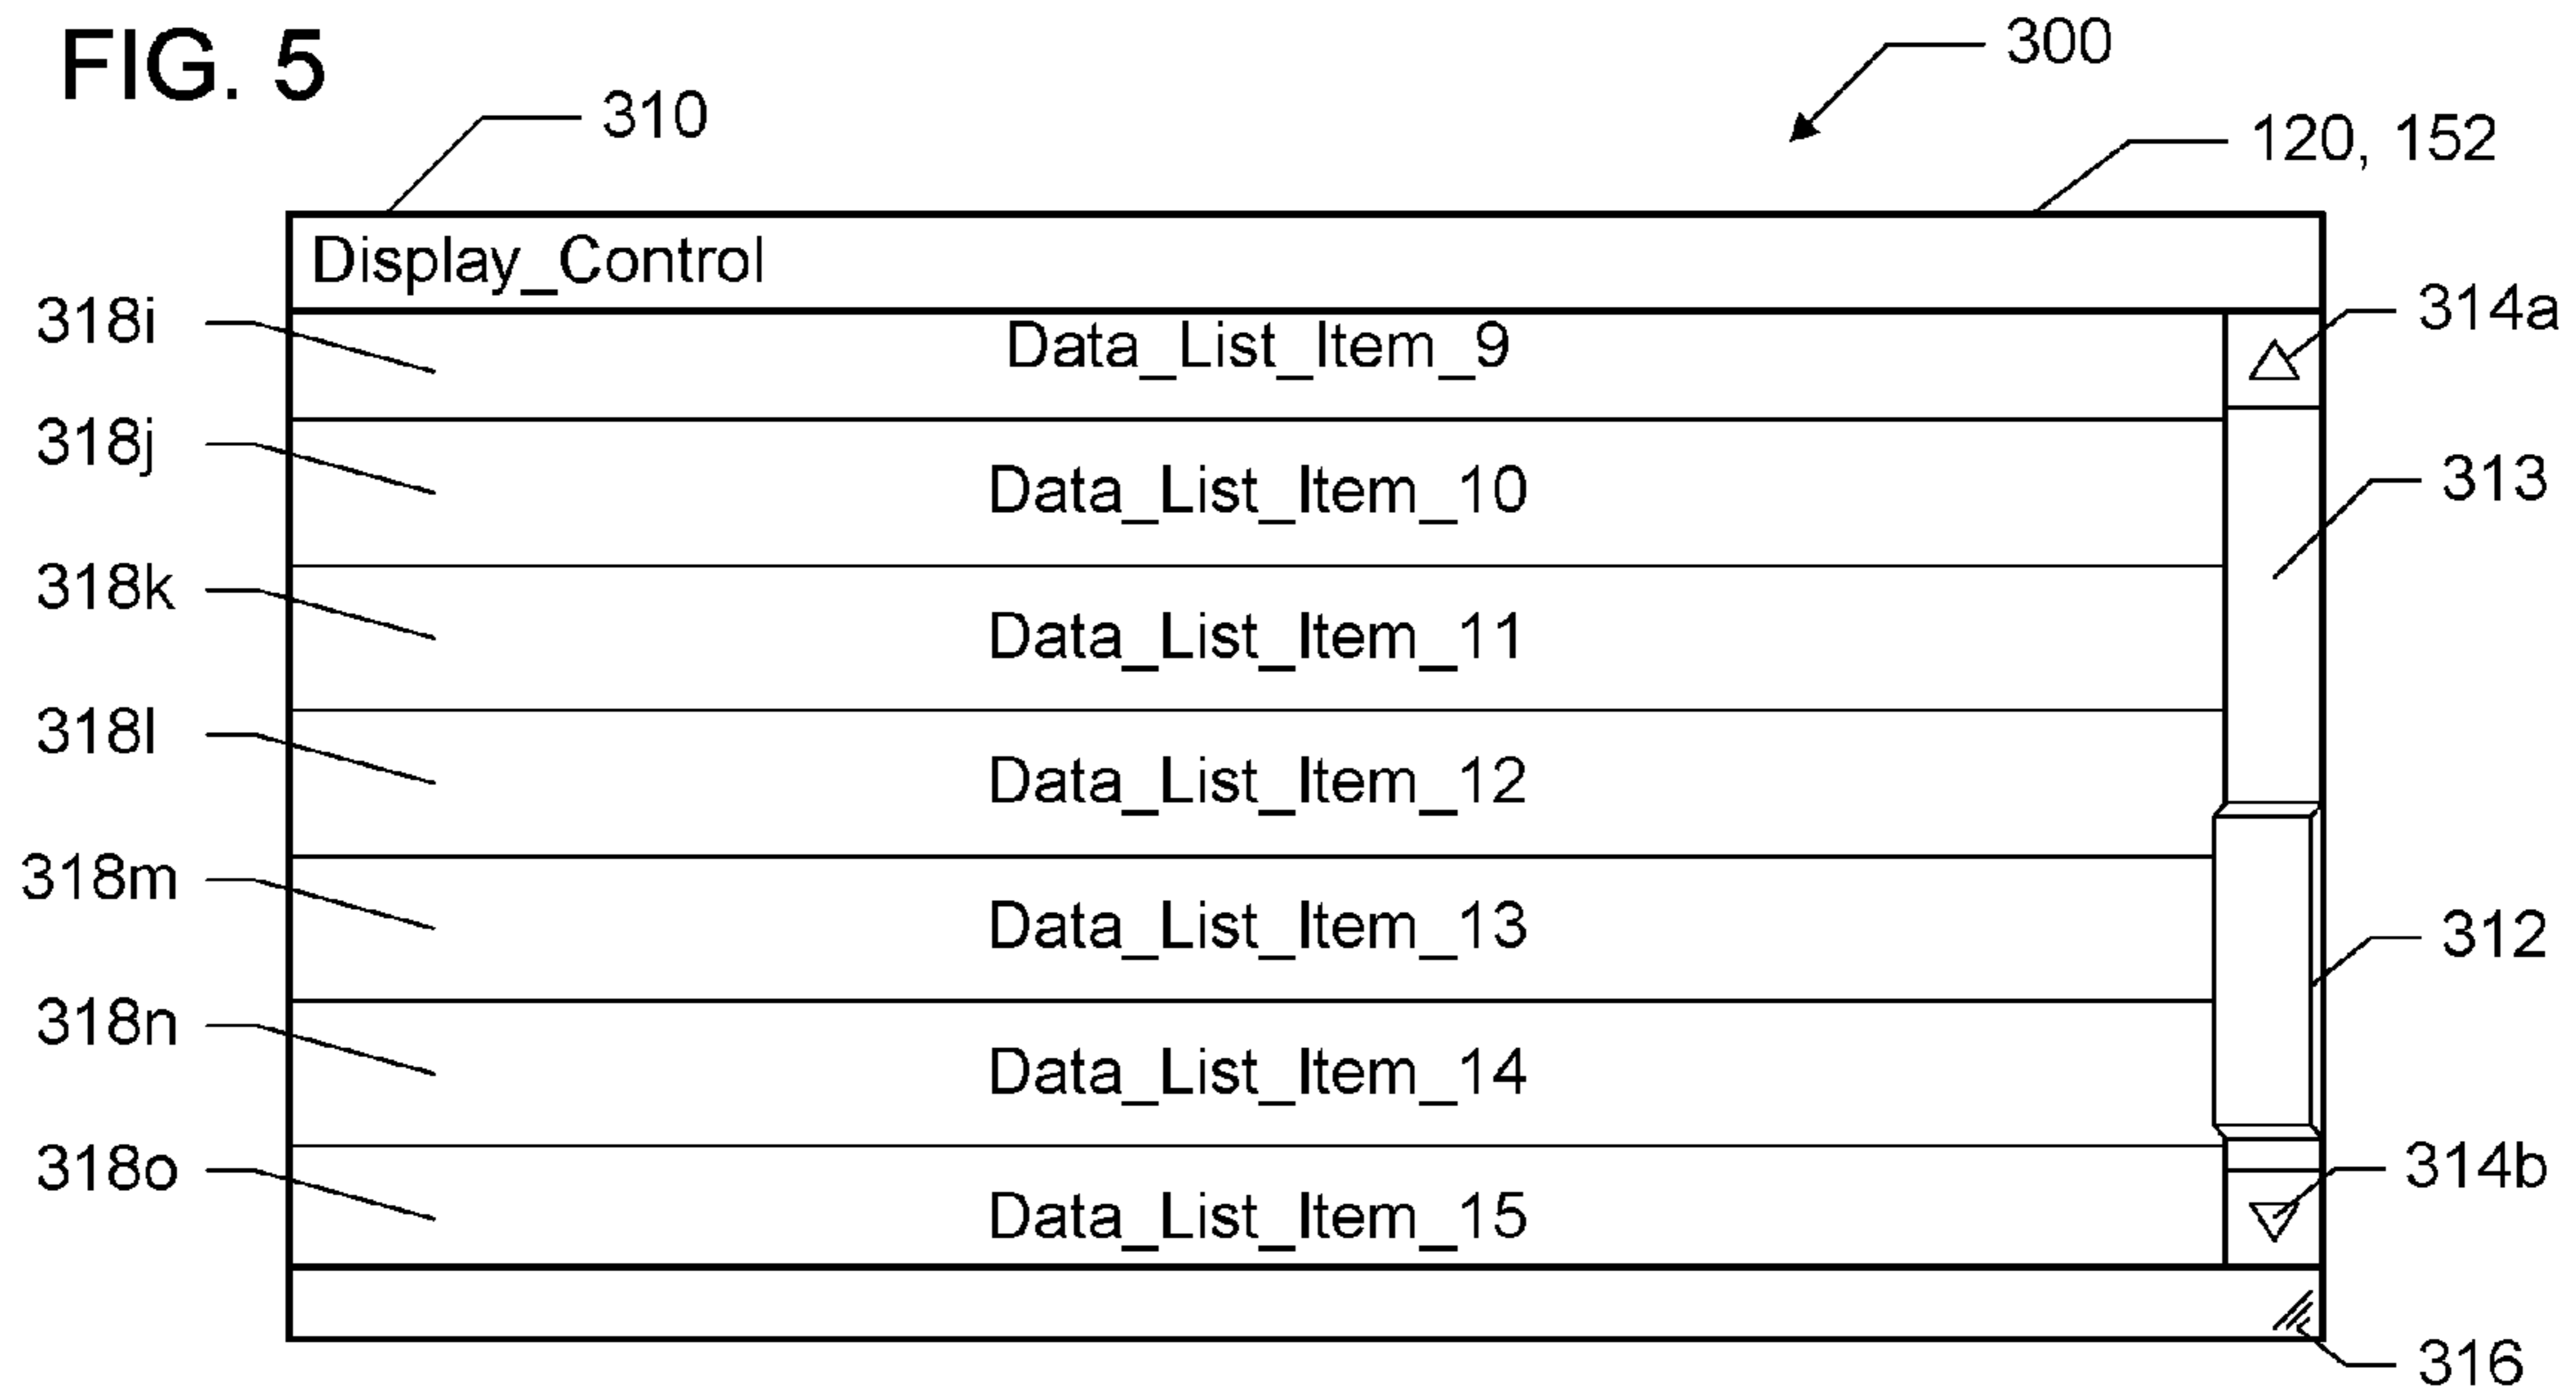 FIG. 5
300
310
120, 152
Display_Control
318i
Data_List_Item_9
314a
318j
Data_List_Item_10
313
318k
Data_List_Item_11
318l
Data_List_Item_12
318m
Data_List_Item_13
312
318n
Data_List_Item_14
318o
Data_List_Item_15
314b
316